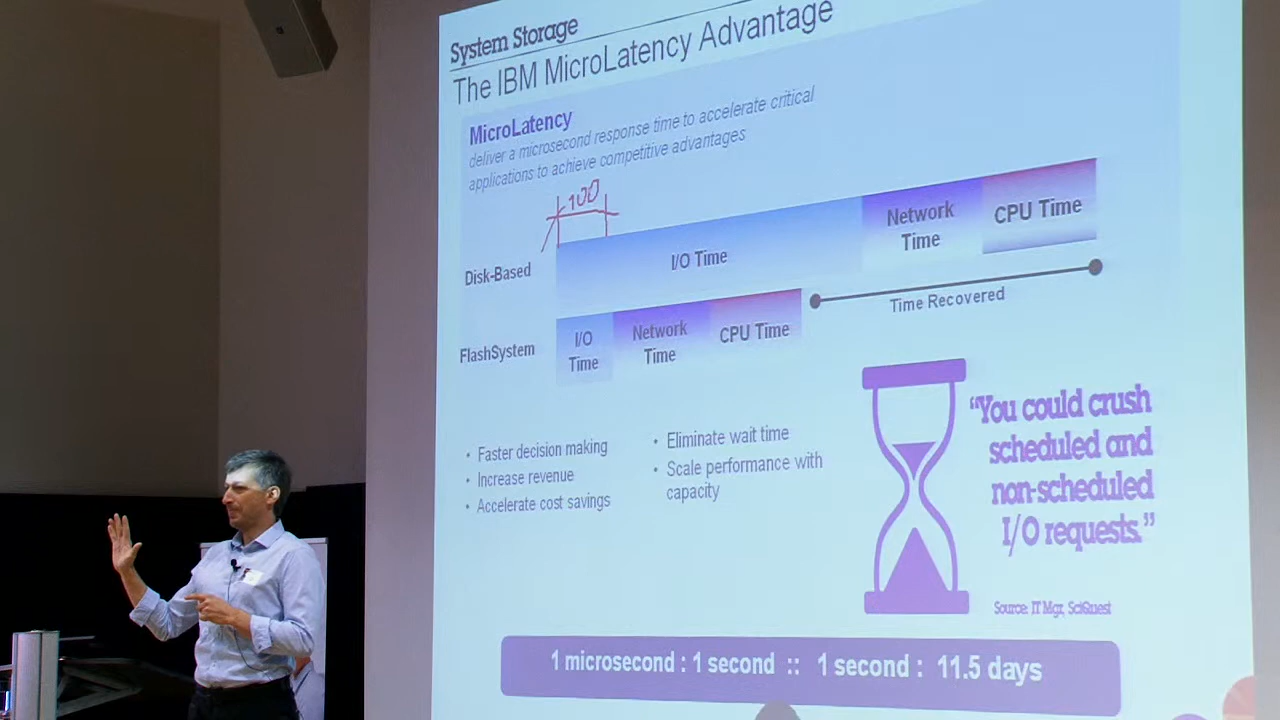 System Storage
The IBM MicroLatency Advantage
MicroLatency
deliver a microsecond response time to accelerate critical
applications to achieve competitive advantages
100
Disk-Based
I/O Time
Network
Time
CPU Time
Time Recovered
FlashSystem
I/O
Time
Network
Time
CPU Time
• Faster decision making
• Increase revenue
• Accelerate cost savings
• Eliminate wait time
• Scale performance with
capacity
“You could crush
scheduled and
non-scheduled
I/O requests.”
Source: IT Mgr, SciQuest
1 microsecond : 1 second :: 1 second : 11.5 days